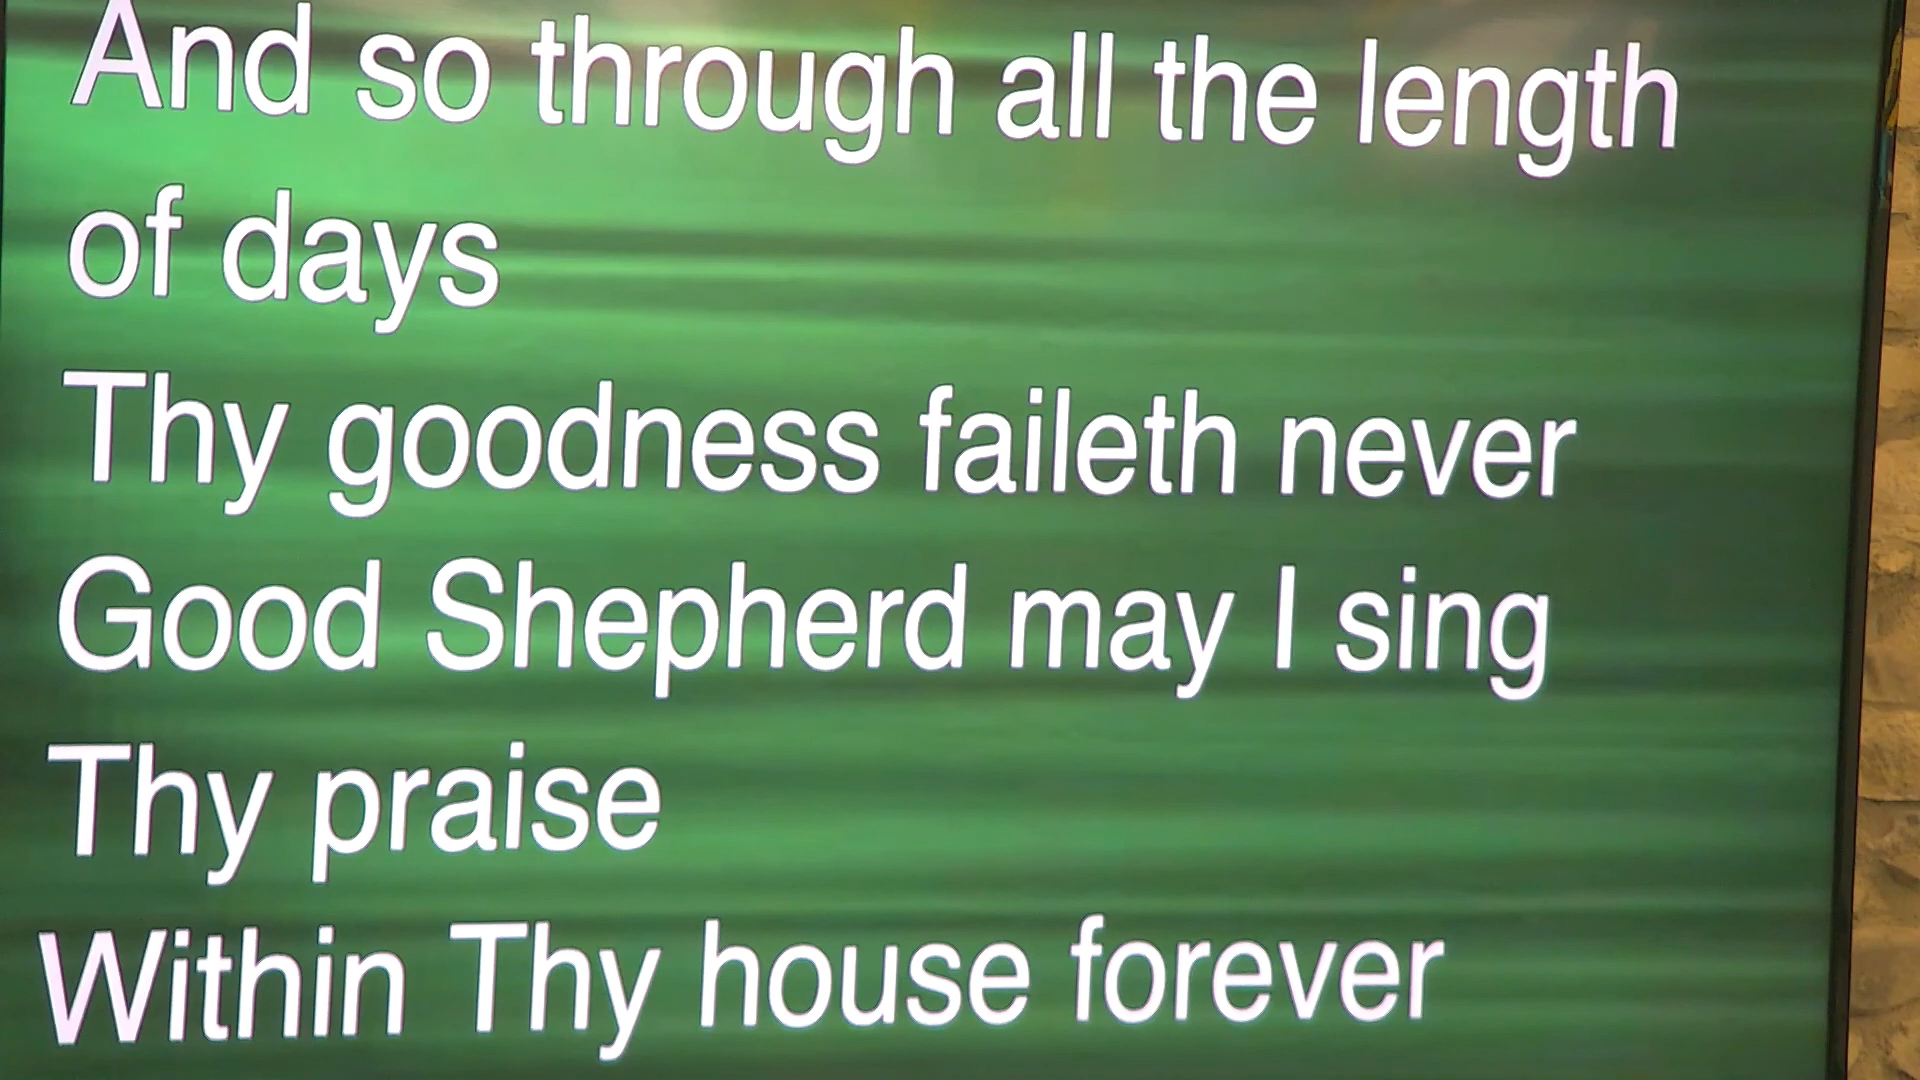 And so through all the length
of days
Thy goodness faileth never
Good Shepherd may I sing
Thy praise
Within Thy house forever